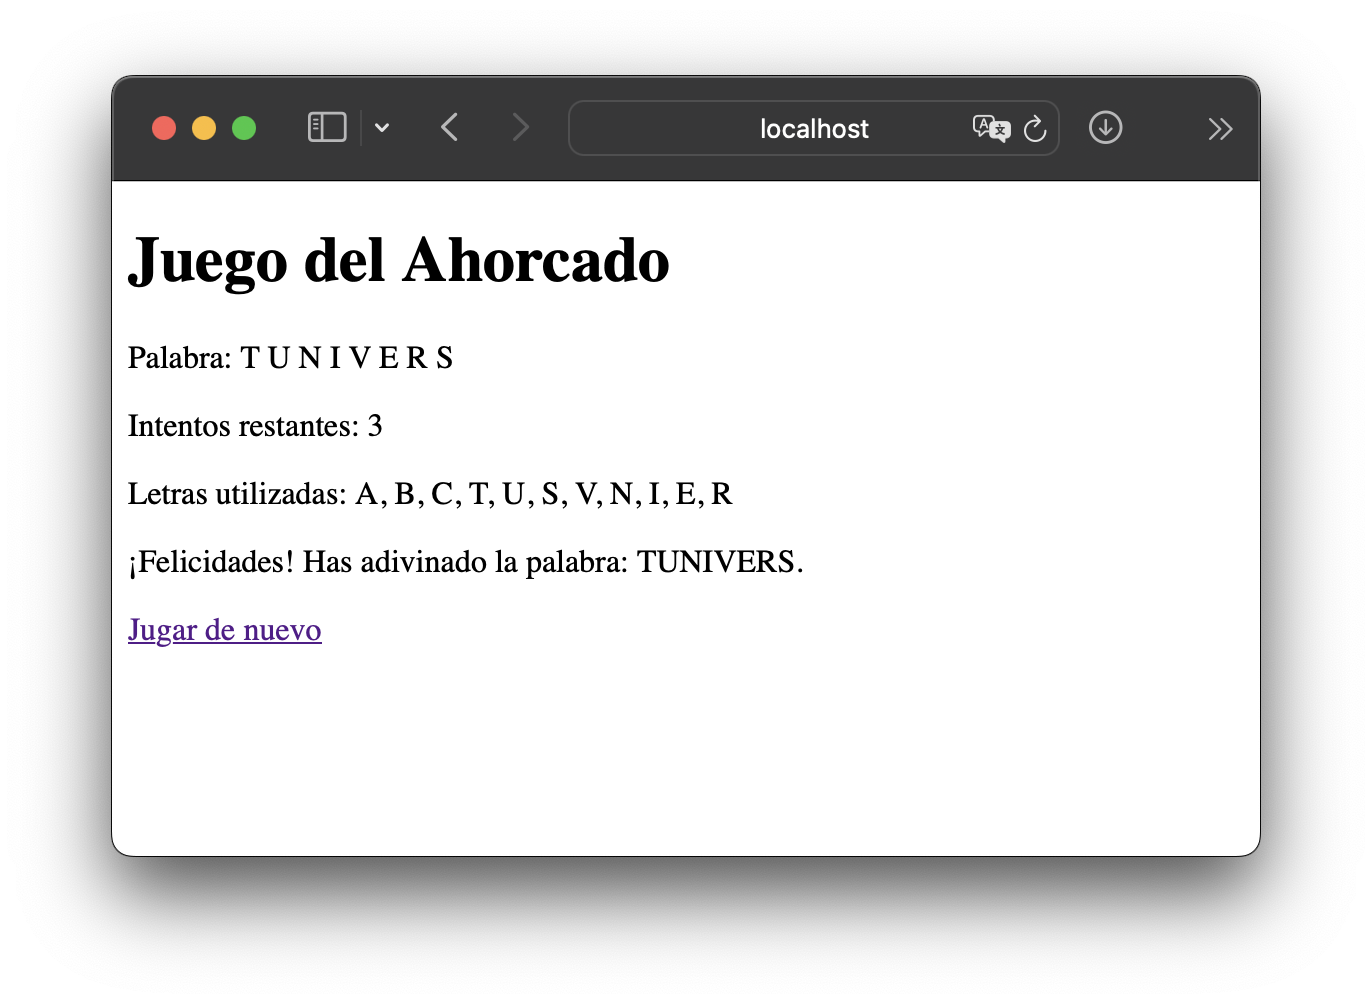 localhost
Juego del Ahorcado
Palabra: T U N I V E R S
Intentos restantes: 3
Letras utilizadas: A, B, C, T, U, S, V, N, I, E, R
¡Felicidades! Has adivinado la palabra: TUNIVERS.
Jugar de nuevo